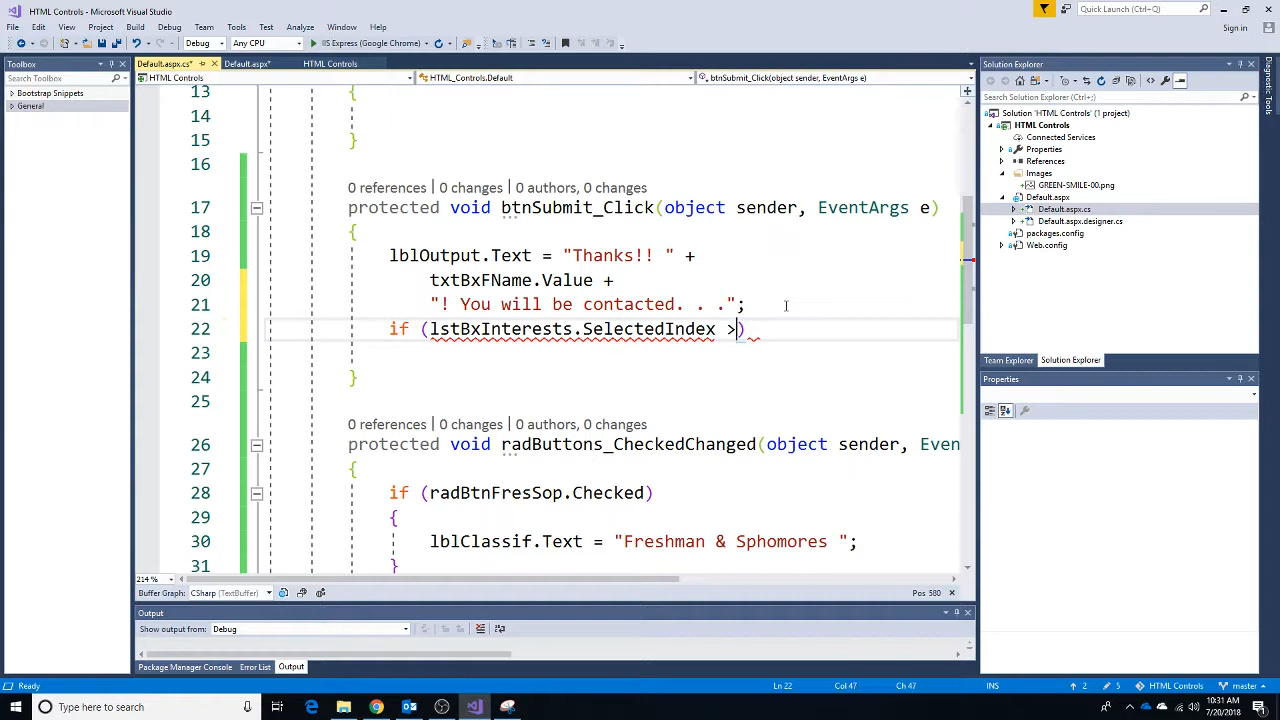 HTML Controls - Microsoft Visual Studio
Quick Launch (Ctrl+Q)
File Edit View Project Build Debug Team Tools Test Analyze Window Help
Sign in
Debug Any CPU IIS Express (Google Chrome)
Toolbox
Default.aspx.cs* Default.aspx* HTML Controls
Solution Explorer
Search Toolbox
HTML Controls HTML_Controls.Default btnSubmit_Click(object sender, EventArgs e)
Bootstrap Snippets
General
Search Solution Explorer (Ctrl+;)
Solution 'HTML Controls' (1 project)
HTML Controls
Connected Services
Properties
References
Images
GREEN-SMILE-00.png
Default.aspx
Default.aspx.cs
Default.aspx.designer.cs
packages.config
Web.config
Diagnostic Tools
13 {
14
15 }
16
0 references | 0 changes | 0 authors, 0 changes
17 protected void btnSubmit_Click(object sender, EventArgs e)
18 {
19 lblOutput.Text = "Thanks!! " +
20 txtBxFName.Value +
21 "! You will be contacted. . .";
22 if (lstBxInterests.SelectedIndex >)
23
24 }
25
0 references | 0 changes | 0 authors, 0 changes
26 protected void radButtons_CheckedChanged(object sender, Even
27 {
28 if (radBtnFresSop.Checked)
29 {
30 lblClassif.Text = "Freshman & Sphomores ";
31 }
Team Explorer Solution Explorer
Properties
214 %
Buffer Graph: CSharp (TextBuffer) Pos 580
Output
Show output from: Debug
Package Manager Console Error List Output
Ready Ln 22 Col 47 Ch 47 INS 2 5 HTML Controls master
Type here to search
10:31 AM
7/20/2018